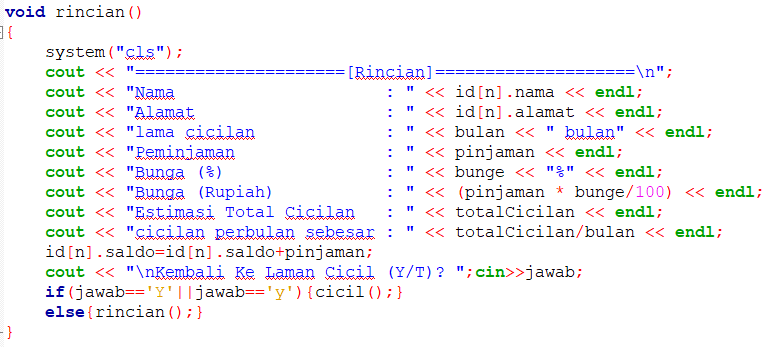 void rincian()
{
system("cls");
cout << "=====================[Rincian]====================\n";
cout << "Nama                     : " << id[n].nama << endl;
cout << "Alamat                   : " << id[n].alamat << endl;
cout << "lama cicilan             : " << bulan << " bulan" << endl;
cout << "Peminjaman               : " << pinjaman << endl;
cout << "Bunga (%)                : " << bunge << "%" << endl;
cout << "Bunga (Rupiah)           : " << (pinjaman * bunge/100) << endl;
cout << "Estimasi Total Cicilan   : " << totalCicilan << endl;
cout << "cicilan perbulan sebesar : " << totalCicilan/bulan << endl;
id[n].saldo=id[n].saldo+pinjaman;
cout << "\nKembali Ke Laman Cicil (Y/T)? ";cin>>jawab;
if(jawab=='Y'||jawab=='y'){cicil();}
else{rincian();}
}